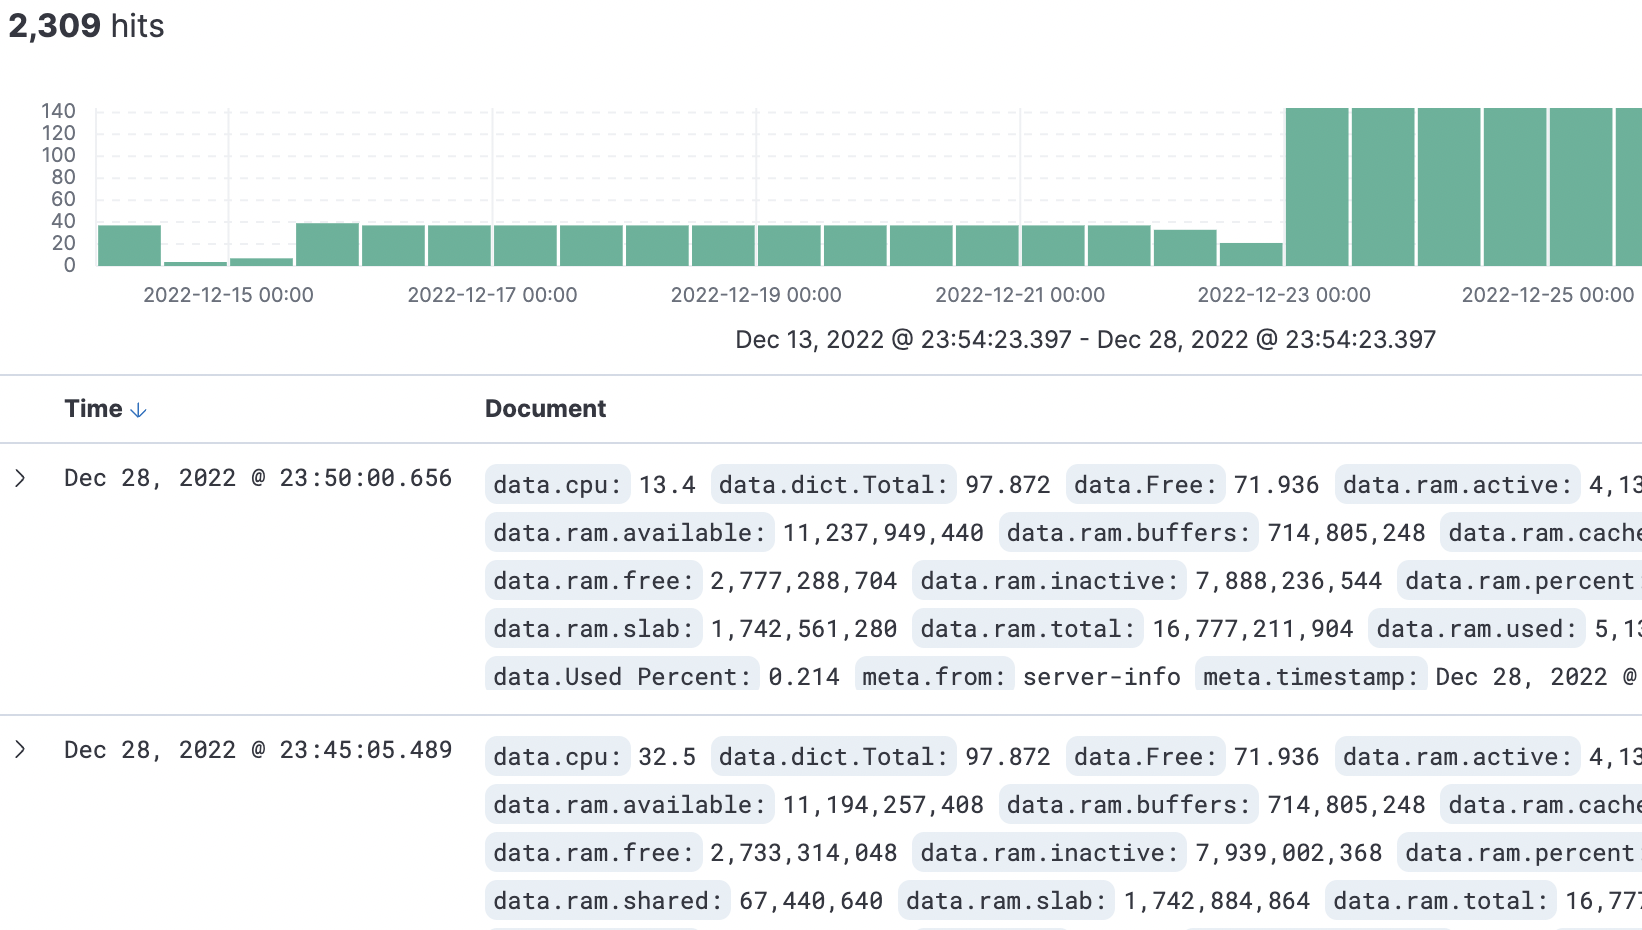 2,309 hits
140
120
100
80
60
40
20
0
2022-12-15 00:00 2022-12-17 00:00 2022-12-19 00:00 2022-12-21 00:00 2022-12-23 00:00 2022-12-25 00:00
Dec 13, 2022 @ 23:54:23.397 - Dec 28, 2022 @ 23:54:23.397
Time Document
Dec 28, 2022 @ 23:50:00.656 data.cpu: 13.4 data.dict.Total: 97.872 data.Free: 71.936 data.ram.active: 4,13
data.ram.available: 11,237,949,440 data.ram.buffers: 714,805,248 data.ram.cache
data.ram.free: 2,777,288,704 data.ram.inactive: 7,888,236,544 data.ram.percent:
data.ram.slab: 1,742,561,280 data.ram.total: 16,777,211,904 data.ram.used: 5,13
data.Used Percent: 0.214 meta.from: server-info meta.timestamp: Dec 28, 2022 @
Dec 28, 2022 @ 23:45:05.489 data.cpu: 32.5 data.dict.Total: 97.872 data.Free: 71.936 data.ram.active: 4,13
data.ram.available: 11,194,257,408 data.ram.buffers: 714,805,248 data.ram.cache
data.ram.free: 2,733,314,048 data.ram.inactive: 7,939,002,368 data.ram.percent:
data.ram.shared: 67,440,640 data.ram.slab: 1,742,884,864 data.ram.total: 16,777